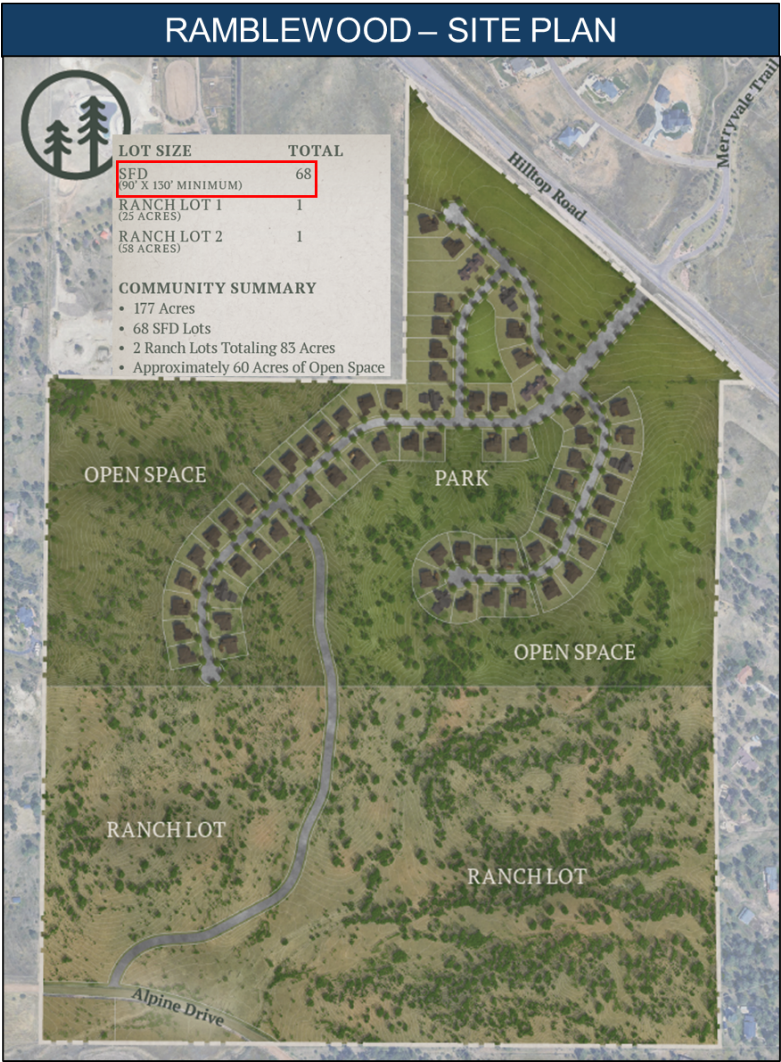 RAMBLEWOOD – SITE PLAN
LOT SIZE TOTAL
SFD 68
(90' X 130' MINIMUM)
RANCH LOT 1 1
(25 ACRES)
RANCH LOT 2 1
(58 ACRES)
COMMUNITY SUMMARY
• 177 Acres
• 68 SFD Lots
• 2 Ranch Lots Totaling 83 Acres
• Approximately 60 Acres of Open Space
Merryvale Trail
Hilltop Road
OPEN SPACE
PARK
OPEN SPACE
RANCH LOT
RANCH LOT
Alpine Drive